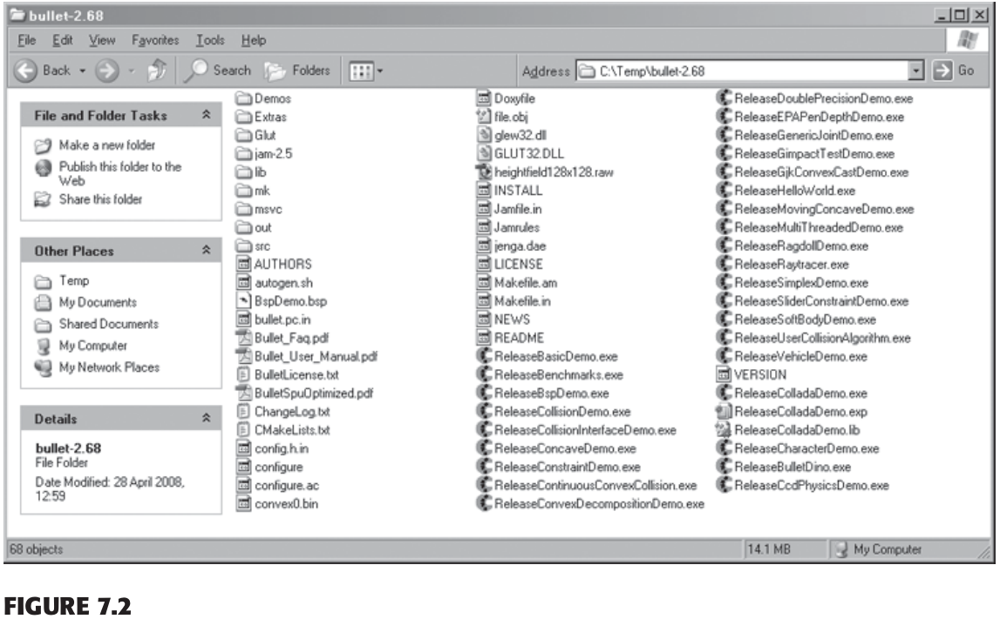 bullet-2.68
File Edit View Favorites Tools Help
Back Search Folders Address C:\Temp\bullet-2.68 Go
File and Folder Tasks
Make a new folder
Publish this folder to the
Web
Share this folder
Other Places
Temp
My Documents
Shared Documents
My Computer
My Network Places
Details
bullet-2.68
File Folder
Date Modified: 28 April 2008,
12:59
Demos
Extras
Glut
jam-2.5
lib
mk
msvc
out
src
AUTHORS
autogen.sh
BspDemo.bsp
bullet.pc.in
Bullet_Faq.pdf
Bullet_User_Manual.pdf
BulletLicense.txt
BulletSpuOptimized.pdf
ChangeLog.txt
CMakeLists.txt
config.h.in
configure
configure.ac
convex0.bin
Doxyfile
file.obj
glew32.dll
GLUT32.DLL
heightfield128x128.raw
INSTALL
Jamfile.in
Jamrules
jenga.dae
LICENSE
Makefile.am
Makefile.in
NEWS
README
ReleaseBasicDemo.exe
ReleaseBenchmarks.exe
ReleaseBspDemo.exe
ReleaseCollisionDemo.exe
ReleaseCollisionInterfaceDemo.exe
ReleaseConcaveDemo.exe
ReleaseConstraintDemo.exe
ReleaseContinuousConvexCollision.exe
ReleaseConvexDecompositionDemo.exe
ReleaseDoublePrecisionDemo.exe
ReleaseEPAPenDepthDemo.exe
ReleaseGenericJointDemo.exe
ReleaseGimpactTestDemo.exe
ReleaseGjkConvexCastDemo.exe
ReleaseHelloWorld.exe
ReleaseMovingConcaveDemo.exe
ReleaseMultiThreadedDemo.exe
ReleaseRagdollDemo.exe
ReleaseRaytracer.exe
ReleaseSimplexDemo.exe
ReleaseSliderConstraintDemo.exe
ReleaseSoftBodyDemo.exe
ReleaseUserCollisionAlgorithm.exe
ReleaseVehicleDemo.exe
VERSION
ReleaseColladaDemo.exe
ReleaseColladaDemo.exp
ReleaseColladaDemo.lib
ReleaseCharacterDemo.exe
ReleaseBulletDino.exe
ReleaseCcdPhysicsDemo.exe
68 objects 14.1 MB My Computer
FIGURE 7.2